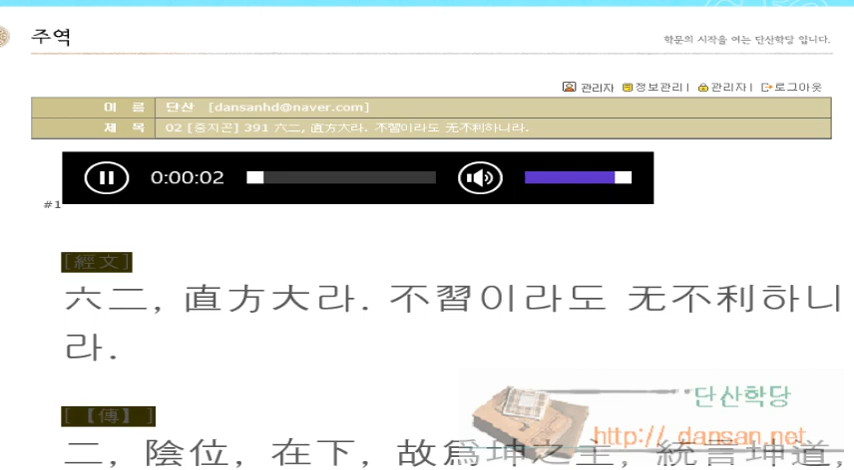 주역
학문의 시작을 여는 단산학당 입니다.
관리자 정보관리 | 관리자 | 로그아웃
이 름 단산 [dansanhd@naver.com]
제 목 02 [중지곤] 391 六二, 直方大라. 不習이라도 无不利하니라.
0:00:02
#1
[經文]
六二, 直方大라. 不習이라도 无不利하니
라.
[【傳】]
단산학당
http://dansan.net
二, 陰位, 在下, 故爲坤之主, 統言坤道,